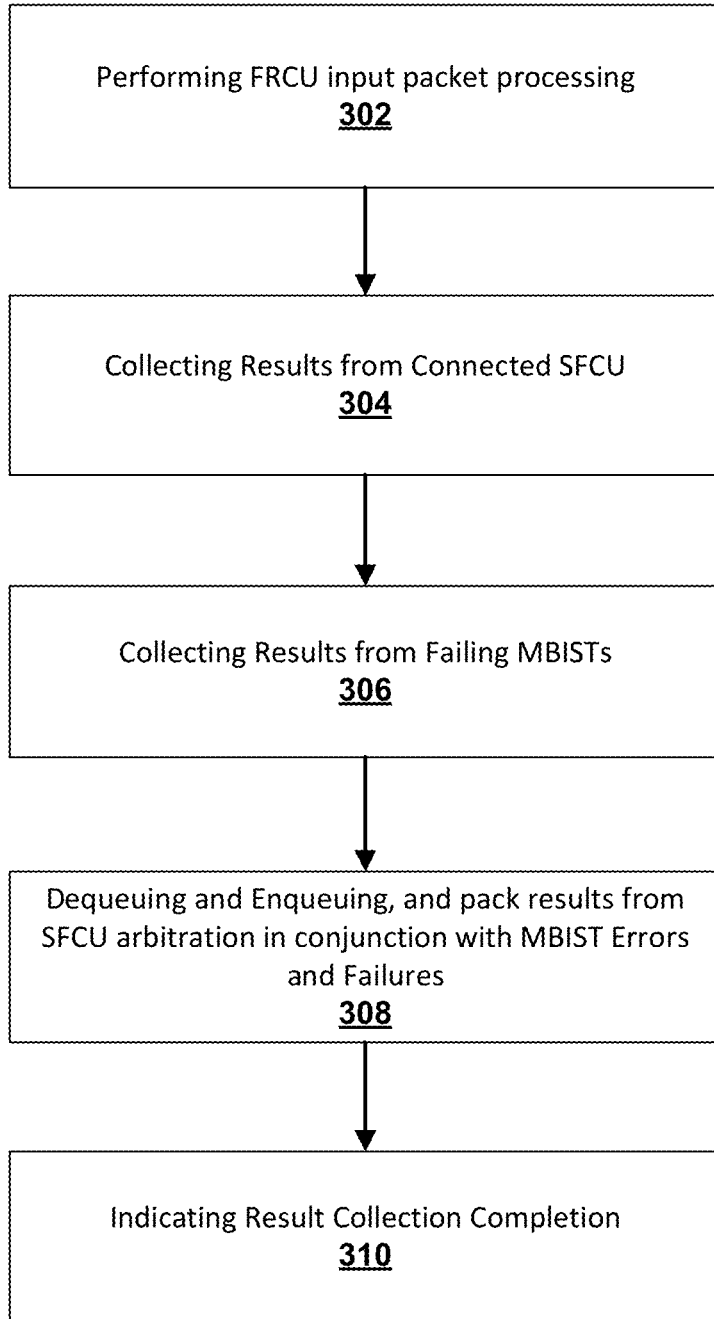 Performing FRCU input packet processing
302
Collecting Results from Connected SFCU
304
Collecting Results from Failing MBISTs
306
Dequeuing and Enqueuing, and pack results from
SFCU arbitration in conjunction with MBIST Errors
and Failures
308
Indicating Result Collection Completion
310